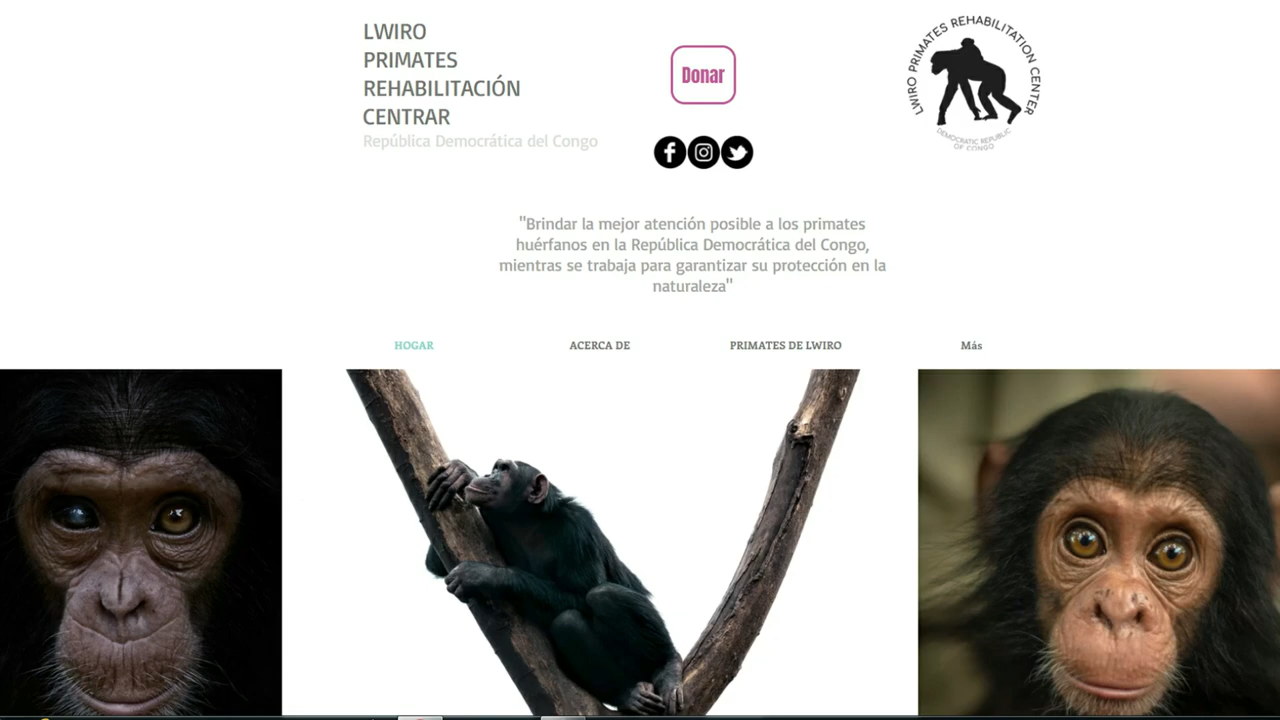 LWIRO
PRIMATES
REHABILITACIÓN
CENTRAR
República Democrática del Congo
Donar
LWIRO PRIMATES REHABILITATION CENTER
DEMOCRATIC REPUBLIC
OF CONGO
"Brindar la mejor atención posible a los primates
huérfanos en la República Democrática del Congo,
mientras se trabaja para garantizar su protección en la
naturaleza"
HOGAR
ACERCA DE
PRIMATES DE LWIRO
Más